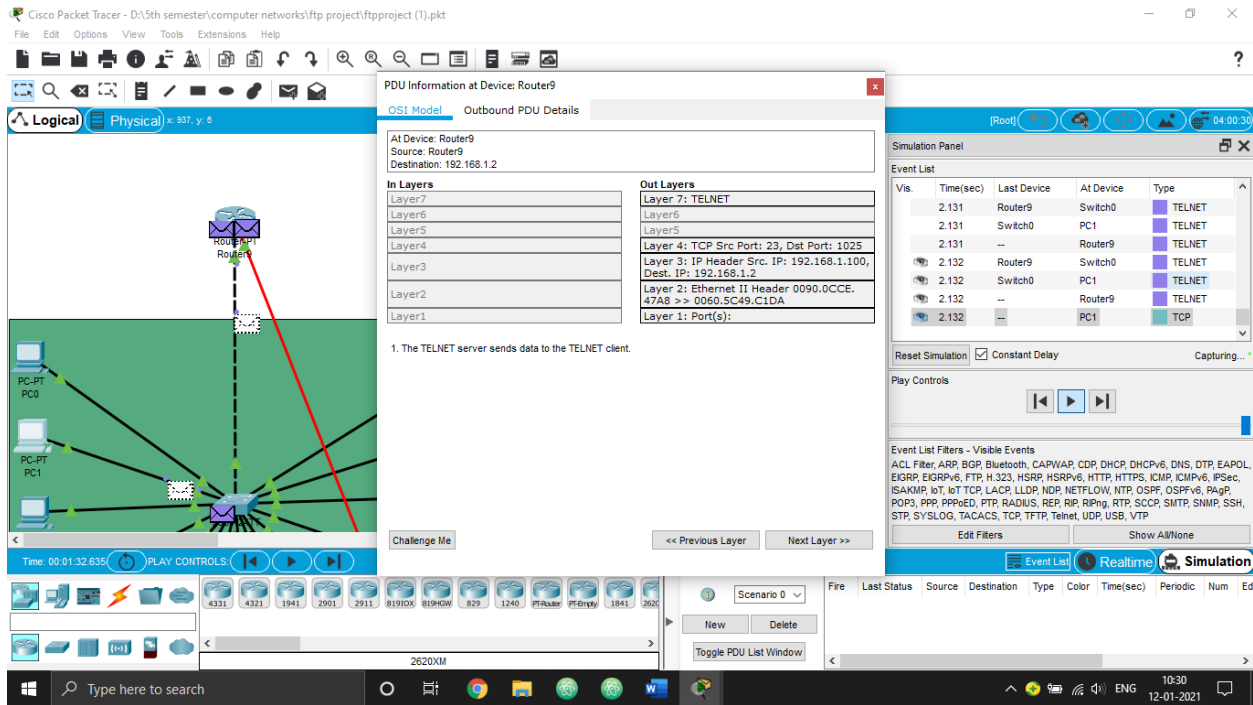 Cisco Packet Tracer - D:\5th semester\computer networks\ftp project\ftpproject (1).pkt
File Edit Options View Tools Extensions Help
?
Logical Physical x: 937, y: 6
[Root] 04:00:30
PDU Information at Device: Router9
x
OSI Model Outbound PDU Details
At Device: Router9
Source: Router9
Destination: 192.168.1.2
In Layers Out Layers
Layer7 Layer 7: TELNET
Layer6 Layer6
Layer5 Layer5
Layer4 Layer 4: TCP Src Port: 23, Dst Port: 1025
Layer3 Layer 3: IP Header Src. IP: 192.168.1.100,
Dest. IP: 192.168.1.2
Layer2 Layer 2: Ethernet II Header 0090.0CCE.
47A8 >> 0060.5C49.C1DA
Layer1 Layer 1: Port(s):
1. The TELNET server sends data to the TELNET client.
Challenge Me << Previous Layer Next Layer >>
Router-PT
Router9
PC-PT
PC0
PC-PT
PC1
Simulation Panel
Event List
Vis. Time(sec) Last Device At Device Type
2.131 Router9 Switch0 TELNET
2.131 Switch0 PC1 TELNET
2.131 -- Router9 TELNET
2.132 Router9 Switch0 TELNET
2.132 Switch0 PC1 TELNET
2.132 -- Router9 TELNET
2.132 -- PC1 TCP
Reset Simulation Constant Delay Capturing...
Play Controls
Event List Filters - Visible Events
ACL Filter, ARP, BGP, Bluetooth, CAPWAP, CDP, DHCP, DHCPv6, DNS, DTP, EAPOL,
EIGRP, EIGRPv6, FTP, H.323, HSRP, HSRPv6, HTTP, HTTPS, ICMP, ICMPv6, IPSec,
ISAKMP, IoT, IoT TCP, LACP, LLDP, NDP, NETFLOW, NTP, OSPF, OSPFv6, PAgP,
POP3, PPP, PPPoED, PTP, RADIUS, REP, RIP, RIPng, RTP, SCCP, SMTP, SNMP, SSH,
STP, SYSLOG, TACACS, TCP, TFTP, Telnet, UDP, USB, VTP
Edit Filters Show All/None
Time: 00:01:32.635 PLAY CONTROLS:
Event List Realtime Simulation
4331 4321 1941 2901 2911 819IOX 819HGW 829 1240 PT-Router PT-Empty 1841 2620
2620XM
Scenario 0
New Delete
Toggle PDU List Window
Fire Last Status Source Destination Type Color Time(sec) Periodic Num Ed
Type here to search
ENG
10:30
12-01-2021